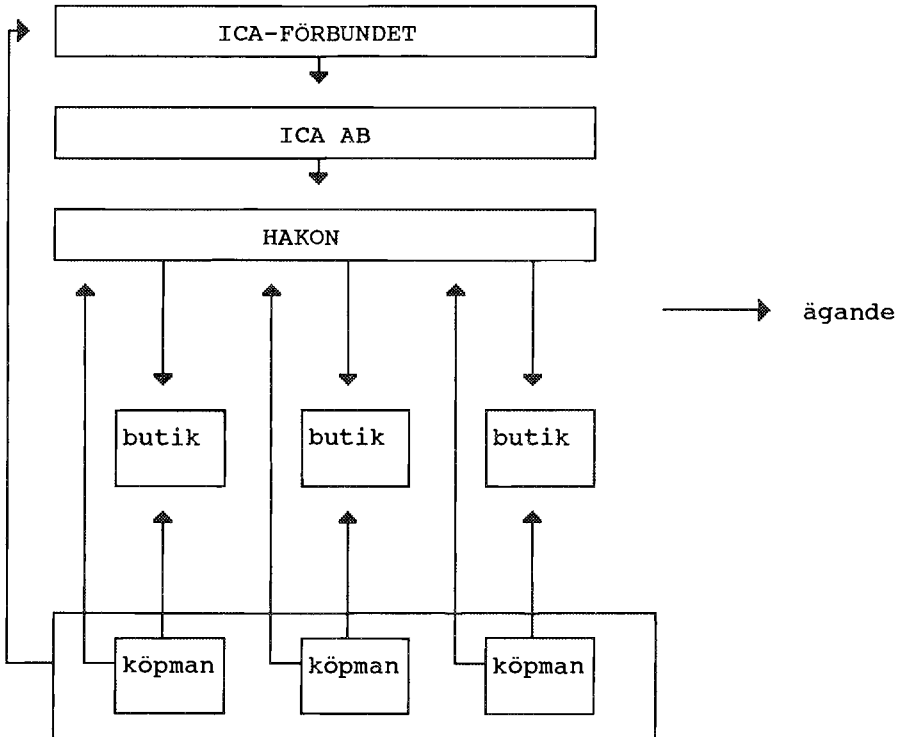 ICA-FÖRBUNDET
ICA AB
HAKON
ägande
butik butik butik
köpman köpman köpman